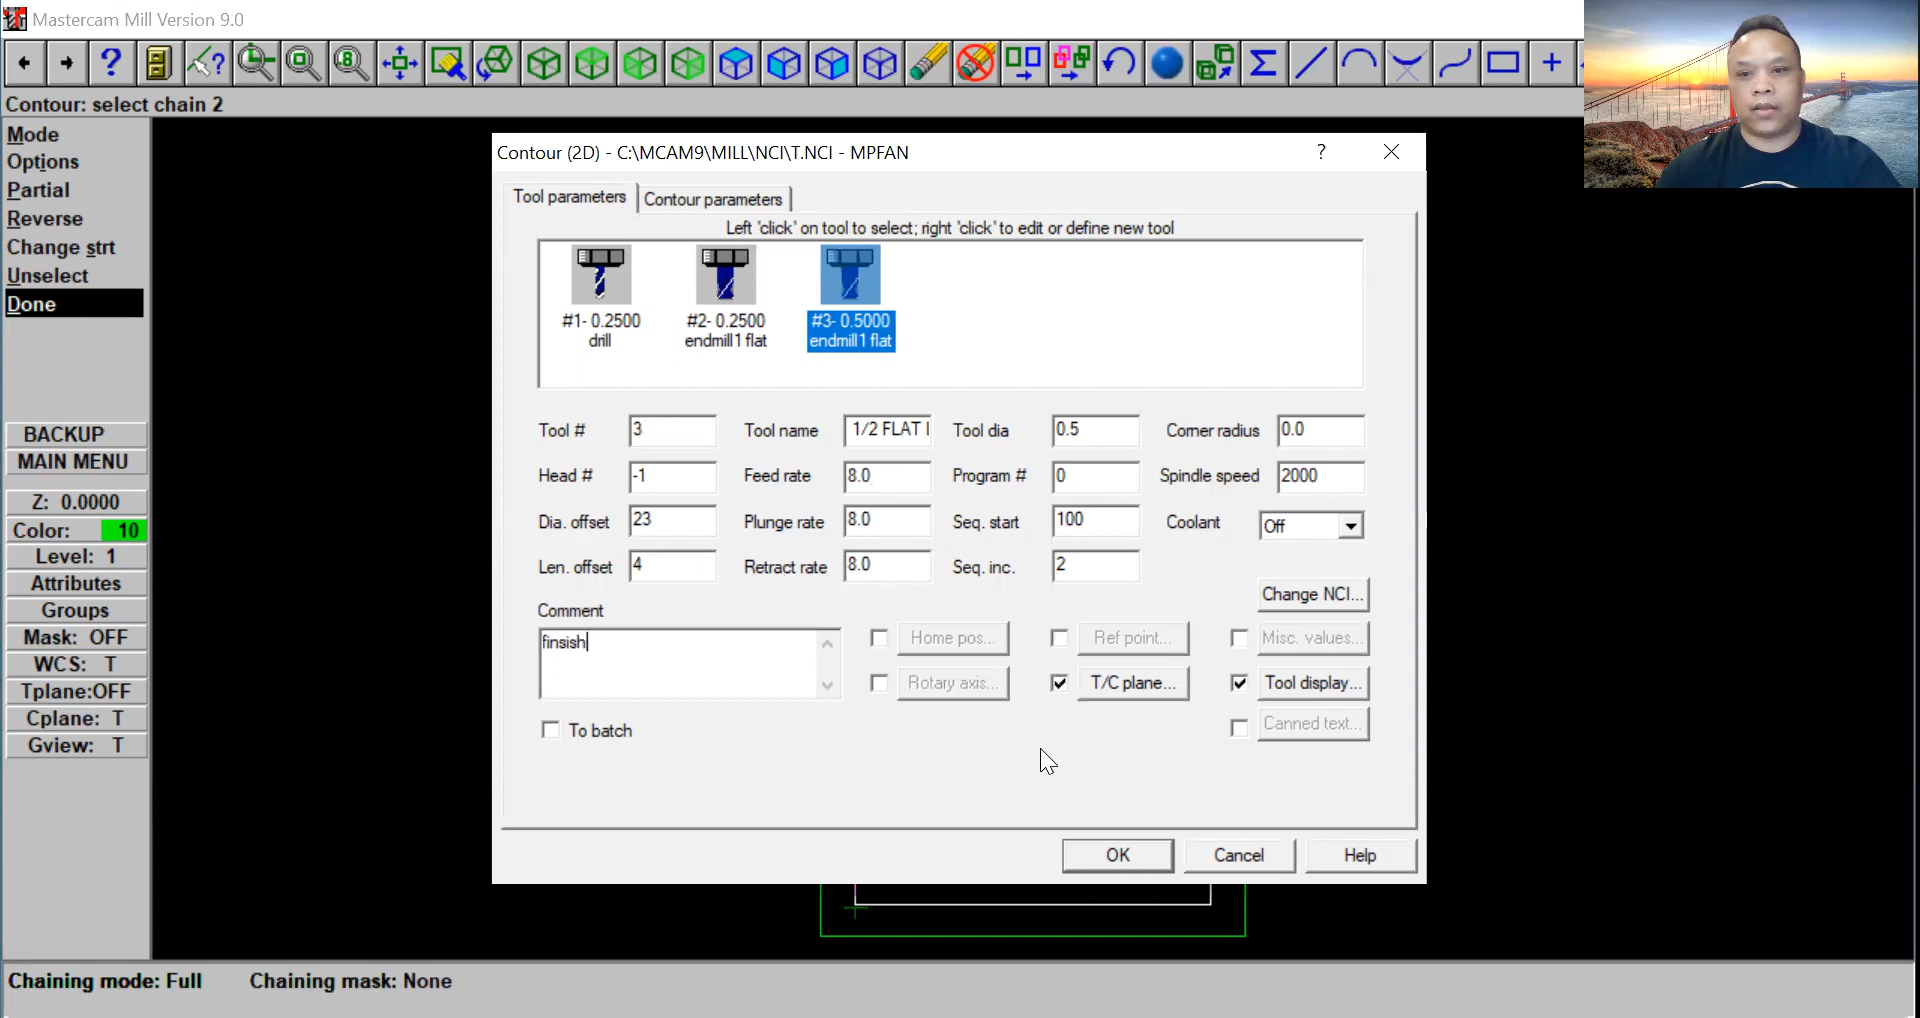 Mastercam Mill Version 9.0
Contour: select chain 2
Mode
Options
Partial
Reverse
Change strt
Unselect
Done
BACKUP
MAIN MENU
Z: 0.0000
Color: 10
Level: 1
Attributes
Groups
Mask: OFF
WCS: T
Tplane:OFF
Cplane: T
Gview: T
Contour (2D) - C:\MCAM9\MILL\NCI\T.NCI - MPFAN
Tool parameters
Contour parameters
Left 'click' on tool to select; right 'click' to edit or define new tool
#1- 0.2500
drill
#2- 0.2500
endmill1 flat
#3- 0.5000
endmill1 flat
Tool # 3 Tool name 1/2 FLAT Tool dia 0.5 Corner radius 0.0
Head # -1 Feed rate 8.0 Program # 0 Spindle speed 2000
Dia. offset 23 Plunge rate 8.0 Seq. start 100 Coolant Off
Len. offset 4 Retract rate 8.0 Seq. inc. 2
Change NCI...
Comment
finsish
Home pos... Ref point... Misc. values...
Rotary axis... T/C plane... Tool display...
To batch
Canned text...
OK Cancel Help
Chaining mode: Full Chaining mask: None